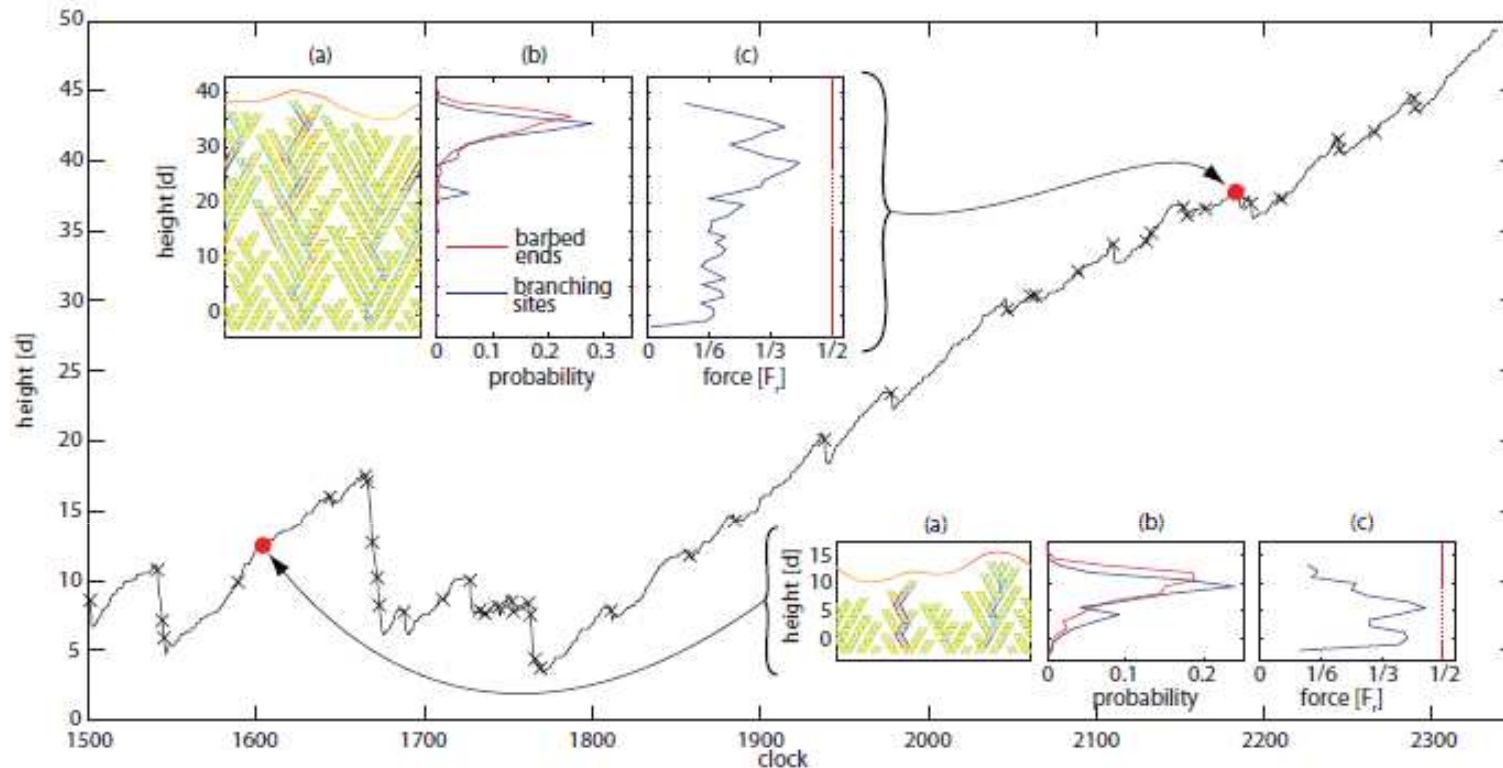 50
45
40
35
30
25
20
15
10
5
0
height [d]
1500 1600 1700 1800 1900 2000 2100 2200 2300
clock
(a) (b) (c)
40
30
20
10
0
height [d]
barbed
ends
branching
sites
0 0.1 0.2 0.3
probability
0 1/6 1/3 1/2
force [Fr]
(a) (b) (c)
15
10
5
0
height [d]
0 0.1 0.2
probability
0 1/6 1/3 1/2
force [Fr]